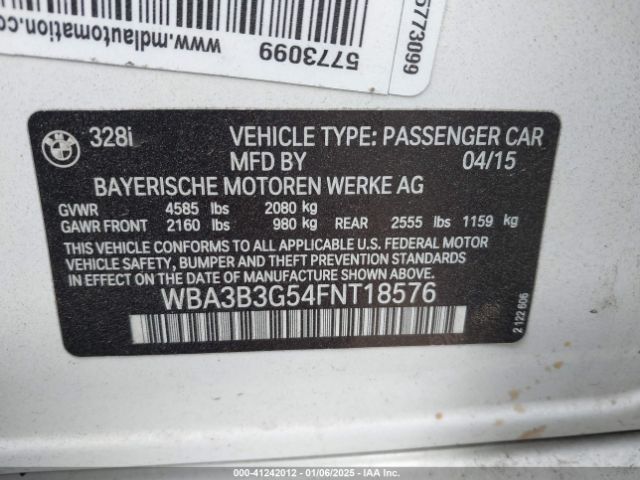 www.mdlautomation.com
5773099
5773099
BMW
328i VEHICLE TYPE: PASSENGER CAR
MFD BY 04/15
BAYERISCHE MOTOREN WERKE AG
GVWR 4585 lbs 2080 kg
GAWR FRONT 2160 lbs 980 kg REAR 2555 lbs 1159 kg
THIS VEHICLE CONFORMS TO ALL APPLICABLE U.S. FEDERAL MOTOR
VEHICLE SAFETY, BUMPER, AND THEFT PREVENTION STANDARDS
IN EFFECT ON THE DATE OF MANUFACTURE SHOWN ABOVE.
WBA3B3G54FNT18576
2 122 606
000-41242012 - 01/06/2025 - IAA Inc.